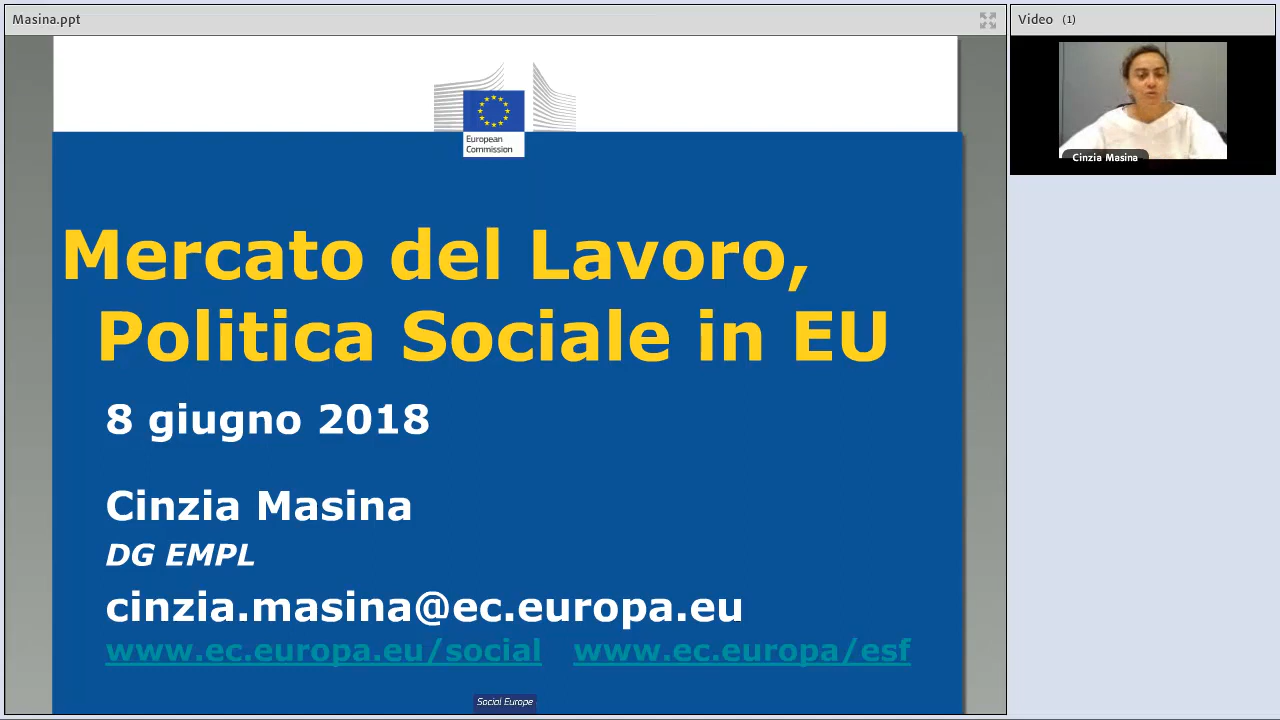 Masina.ppt
Video (1)
European
Commission
Cinzia Masina
Mercato del Lavoro,
Politica Sociale in EU
8 giugno 2018
Cinzia Masina
DG EMPL
cinzia.masina@ec.europa.eu
www.ec.europa.eu/social www.ec.europa/esf
Social Europe